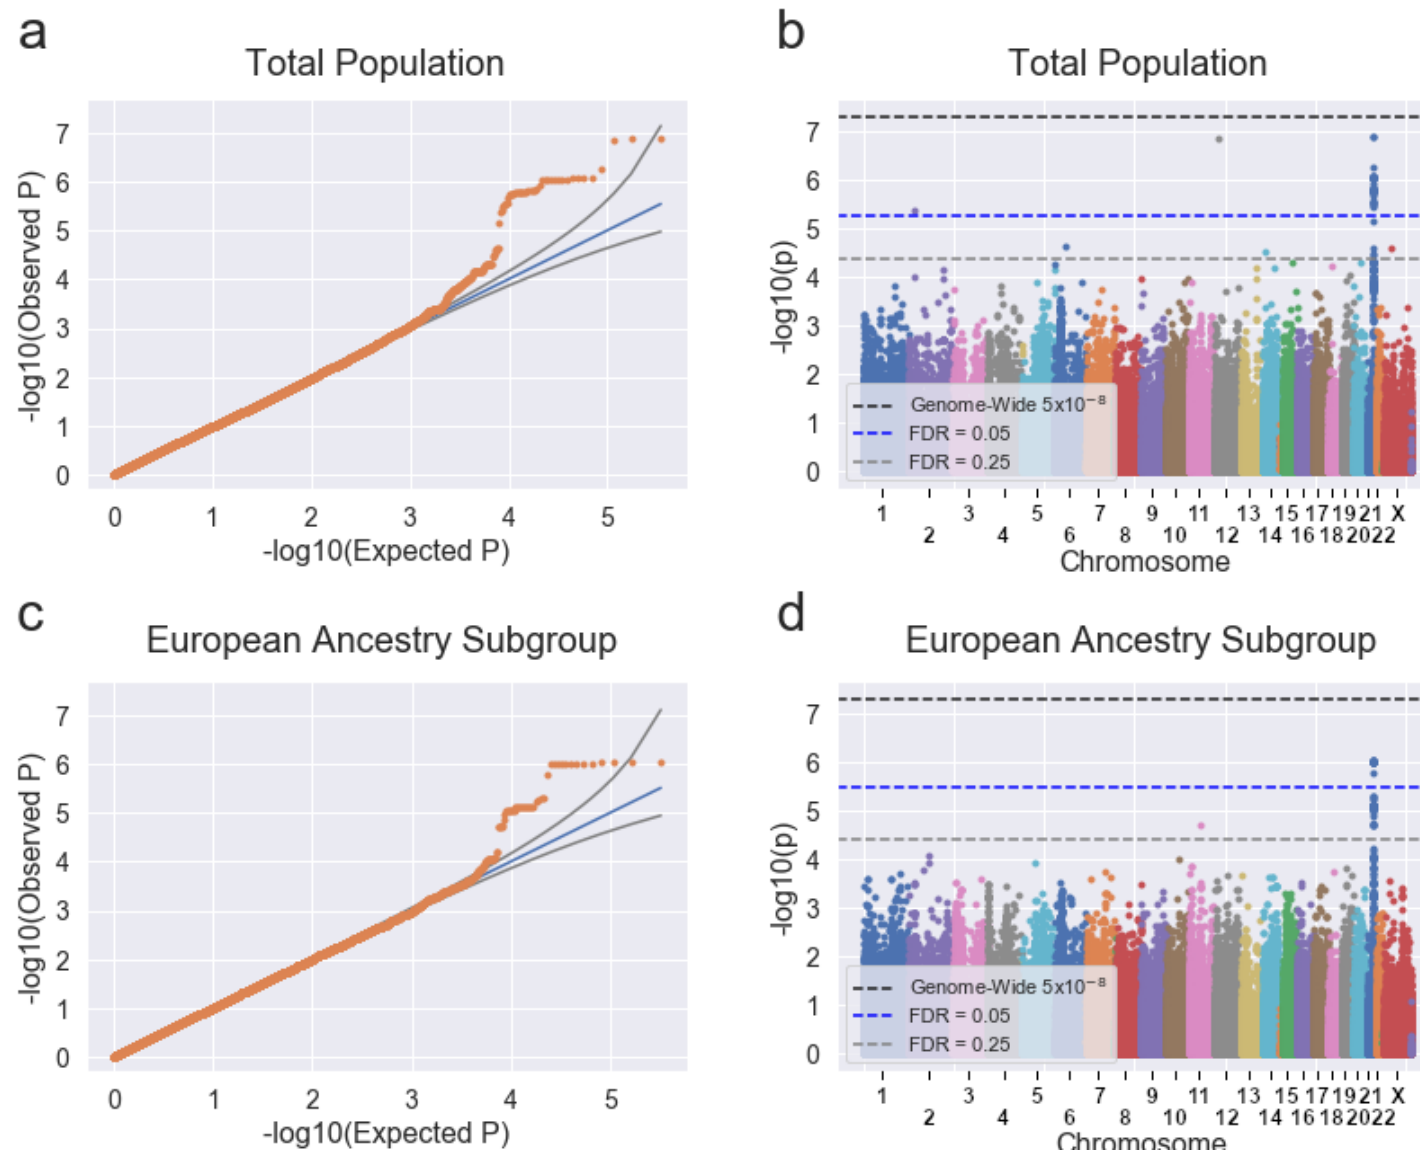 a
Total Population
-log10(Observed P)
7
6
5
4
3
2
1
0
0 1 2 3 4 5
-log10(Expected P)
b
Total Population
-log10(p)
7
6
5
4
3
2
1
0
Genome-Wide 5x10⁻⁸
FDR = 0.05
FDR = 0.25
1 3 5 7 9 11 13 15 17 19 21 X
2 4 6 8 10 12 14 16 18 20 22
Chromosome
c
European Ancestry Subgroup
-log10(Observed P)
7
6
5
4
3
2
1
0
0 1 2 3 4 5
-log10(Expected P)
d
European Ancestry Subgroup
-log10(p)
7
6
5
4
3
2
1
0
Genome-Wide 5x10⁻⁸
FDR = 0.05
FDR = 0.25
1 3 5 7 9 11 13 15 17 19 21 X
2 4 6 8 10 12 14 16 18 20 22
Chromosome